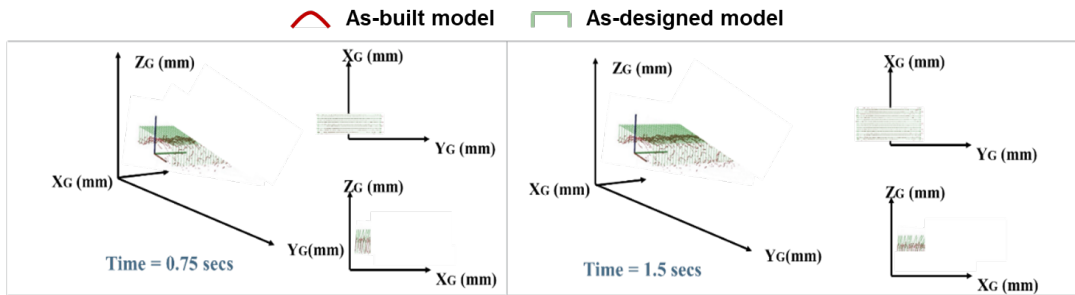 As-built model As-designed model
ZG (mm)
XG (mm)
YG(mm)
Time = 0.75 secs
XG (mm)
YG (mm)
ZG (mm)
XG (mm)
ZG (mm)
XG (mm)
YG(mm)
Time = 1.5 secs
XG (mm)
YG (mm)
ZG (mm)
XG (mm)